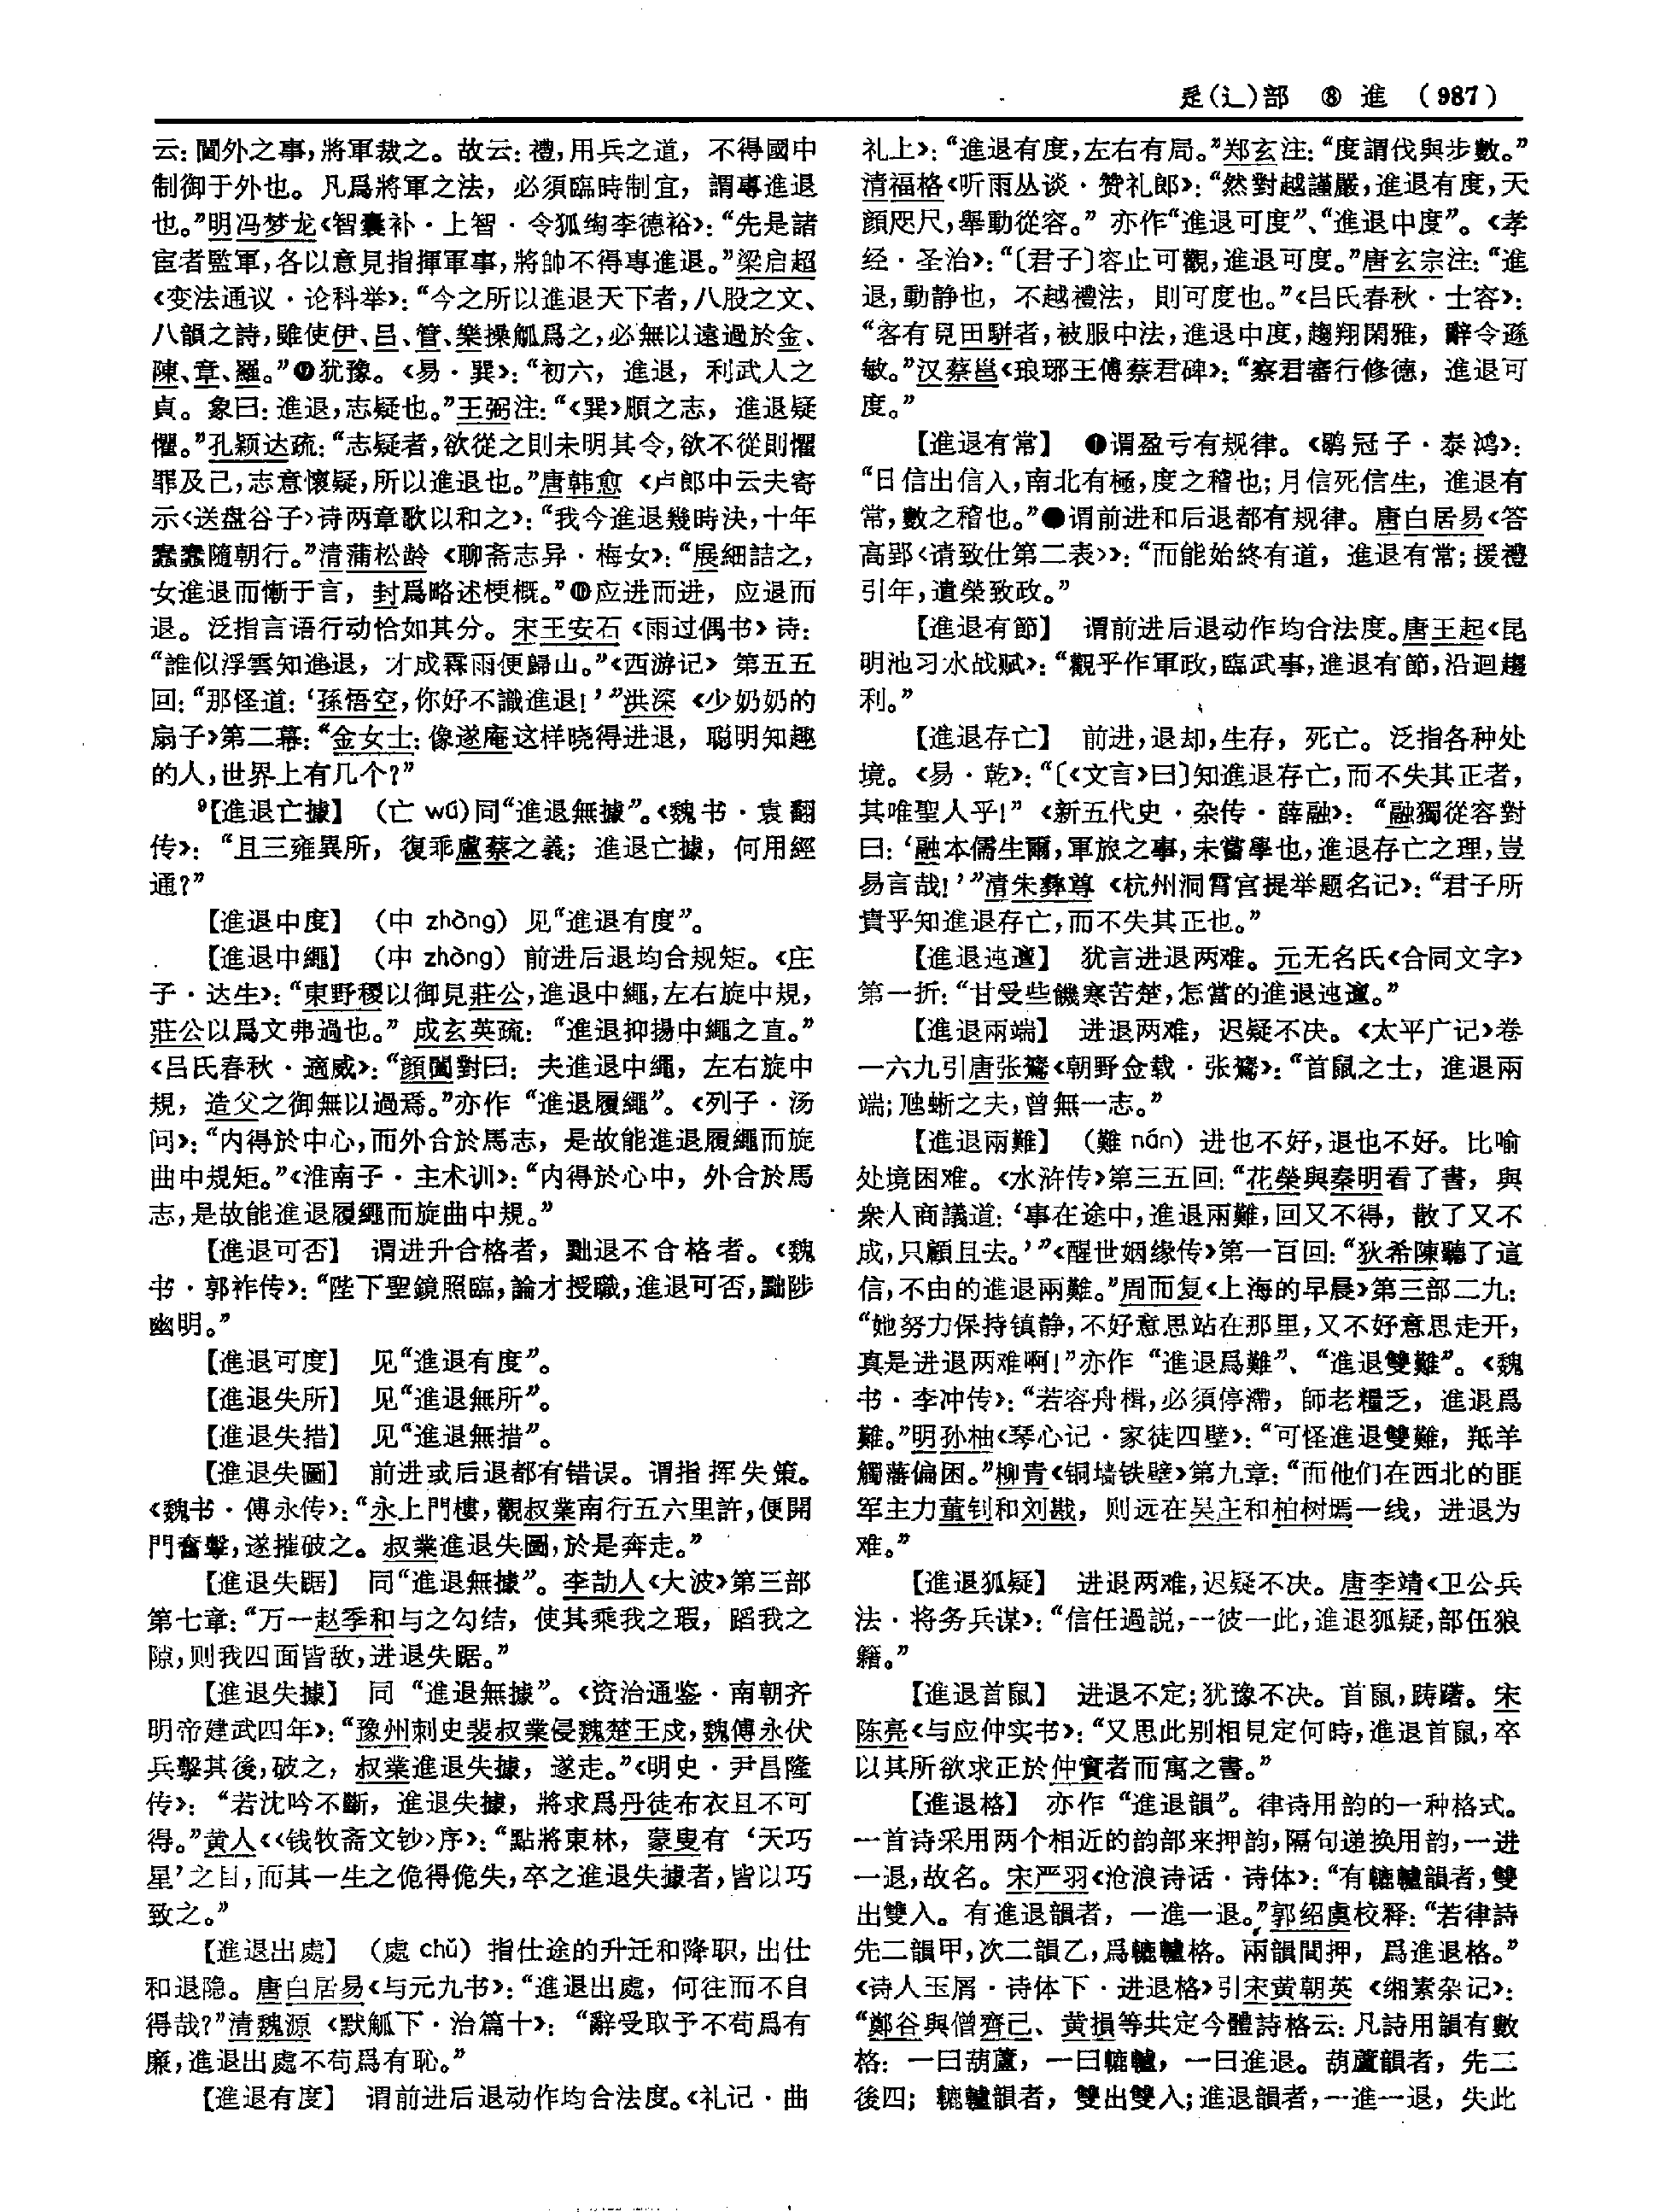 辵(辶)部　⑧　進　(987)
云：閫外之事，將軍裁之。故云：禮，用兵之道，不得國中
制御于外也。凡爲將軍之法，必須臨時制宜，謂專進退
也。”明冯梦龙《智囊补·上智·令狐绹李德裕》：“先是諸
宦者監軍，各以意見指揮軍事，將帥不得專進退。”梁启超
《变法通议·论科举》：“今之所以進退天下者，八股之文、
八韻之詩，雖使伊、呂、管、樂操觚爲之，必無以遠過於金、
陳、章、羅。”❾犹豫。《易·巽》：“初六，進退，利武人之
貞。象曰：進退，志疑也。”王弼注：“《巽》順之志，進退疑
懼。”孔颖达疏：“志疑者，欲從之則未明其令，欲不從則懼
罪及己，志意懷疑，所以進退也。”唐韩愈《卢郎中云夫寄
示〈送盘谷子〉诗两章歌以和之》：“我今進退幾時決，十年
蠢蠢隨朝行。”清蒲松龄《聊斋志异·梅女》：“展細詰之，
女進退而慚于言，封爲略述梗概。”❿应进而进，应退而
退。泛指言语行动恰如其分。宋王安石《雨过偶书》诗：
“誰似浮雲知進退，才成霖雨便歸山。”《西游记》第五五
回：“那怪道：‘孫悟空，你好不識進退！’”洪深《少奶奶的
扇子》第二幕：“金女士：像遂庵这样晓得进退，聪明知趣
的人，世界上有几个？”
⁹【進退亡據】　（亡 wú）同“進退無據”。《魏书·袁翻
传》：“且三雍異所，復乖盧蔡之義；進退亡據，何用經
通？”
【進退中度】　（中 zhòng）见“進退有度”。
【進退中繩】　（中 zhòng）前进后退均合规矩。《庄
子·达生》：“東野稷以御見莊公，進退中繩，左右旋中規，
莊公以爲文弗過也。”成玄英疏：“進退抑揚中繩之直。”
《吕氏春秋·適威》：“顔闔對曰：夫進退中繩，左右旋中
規，造父之御無以過焉。”亦作“進退履繩”。《列子·汤
问》：“内得於中心，而外合於馬志，是故能進退履繩而旋
曲中規矩。”《淮南子·主术训》：“内得於心中，外合於馬
志，是故能進退履繩而旋曲中規。”
【進退可否】　谓进升合格者，黜退不合格者。《魏
书·郭祚传》：“陛下聖鏡照臨，論才授職，進退可否，黜陟
幽明。”
【進退可度】　见“進退有度”。
【進退失所】　见“進退無所”。
【進退失措】　见“進退無措”。
【進退失圖】　前进或后退都有错误。谓指挥失策。
《魏书·傅永传》：“永上門樓，觀叔業南行五六里許，便開
門奮擊，遂摧破之。叔業進退失圖，於是奔走。”
【進退失踞】　同“進退無據”。李劼人《大波》第三部
第七章：“万一赵季和与之勾结，使其乘我之瑕，蹈我之
隙，则我四面皆敌，进退失踞。”
【進退失據】　同“進退無據”。《资治通鉴·南朝齐
明帝建武四年》：“豫州刺史裴叔業侵魏楚王戍，魏傅永伏
兵擊其後，破之，叔業進退失據，遂走。”《明史·尹昌隆
传》：“若沈吟不斷，進退失據，將求爲丹徒布衣且不可
得。”黄人《〈钱牧斋文钞〉序》：“點將東林，蒙叟有‘天巧
星’之目，而其一生之佹得佹失，卒之進退失據者，皆以巧
致之。”
【進退出處】　（處 chǔ）指仕途的升迁和降职，出仕
和退隐。唐白居易《与元九书》：“進退出處，何往而不自
得哉？”清魏源《默觚下·治篇十》：“辭受取予不苟爲有
廉，進退出處不苟爲有恥。”
【進退有度】　谓前进后退动作均合法度。《礼记·曲
礼上》：“進退有度，左右有局。”郑玄注：“度謂伐與步數。”
清福格《听雨丛谈·赞礼郎》：“然對越謹嚴，進退有度，天
顔咫尺，舉動從容。”亦作“進退可度”、“進退中度”。《孝
经·圣治》：“〔君子〕容止可觀，進退可度。”唐玄宗注：“進
退，動静也，不越禮法，則可度也。”《吕氏春秋·士容》：
“客有見田駢者，被服中法，進退中度，趨翔閑雅，辭令遜
敏。”汉蔡邕《琅琊王傅蔡君碑》：“察君審行修德，進退可
度。”
【進退有常】　❶谓盈亏有规律。《鹖冠子·泰鸿》：
“日信出信入，南北有極，度之稽也；月信死信生，進退有
常，數之稽也。”❷谓前进和后退都有规律。唐白居易《答
高郢〈请致仕第二表〉》：“而能始終有道，進退有常；援禮
引年，遺榮致政。”
【進退有節】　谓前进后退动作均合法度。唐王起《昆
明池习水战赋》：“觀乎作軍政，臨武事，進退有節，沿迴趨
利。”
【進退存亡】　前进，退却，生存，死亡。泛指各种处
境。《易·乾》：“〔《文言》曰〕知進退存亡，而不失其正者，
其唯聖人乎！”《新五代史·杂传·薛融》：“融獨從容對
曰：‘融本儒生爾，軍旅之事，未嘗學也，進退存亡之理，豈
易言哉！’”清朱彝尊《杭州洞霄宫提举题名记》：“君子所
貴乎知進退存亡，而不失其正也。”
【進退迍邅】　犹言进退两难。元无名氏《合同文字》
第一折：“甘受些饑寒苦楚，怎當的進退迍邅。”
【進退兩端】　进退两难，迟疑不决。《太平广记》卷
一六九引唐张鷟《朝野佥载·张鷟》：“首鼠之士，進退兩
端；虺蜥之夫，曾無一志。”
【進退兩難】　（難 nán）进也不好，退也不好。比喻
处境困难。《水浒传》第三五回：“花榮與秦明看了書，與
衆人商議道：‘事在途中，進退兩難，回又不得，散了又不
成，只顧且去。’”《醒世姻缘传》第一百回：“狄希陳聽了這
信，不由的進退兩難。”周而复《上海的早晨》第三部二九：
“她努力保持镇静，不好意思站在那里，又不好意思走开，
真是进退两难啊！”亦作“進退爲難”、“進退雙難”。《魏
书·李冲传》：“若容舟楫，必須停滯，師老糧乏，進退爲
難。”明孙柚《琴心记·家徒四壁》：“可怪進退雙難，羝羊
觸藩偏困。”柳青《铜墙铁壁》第九章：“而他们在西北的匪
军主力董钊和刘戡，则远在吴庄和柏树墕一线，进退为
难。”
【進退狐疑】　进退两难，迟疑不决。唐李靖《卫公兵
法·将务兵谋》：“信任過説，一彼一此，進退狐疑，部伍狼
籍。”
【進退首鼠】　进退不定；犹豫不决。首鼠，踌躇。宋
陈亮《与应仲实书》：“又思此别相見定何時，進退首鼠，卒
以其所欲求正於仲實者而寓之書。”
【進退格】　亦作“進退韻”。律诗用韵的一种格式。
一首诗采用两个相近的韵部来押韵，隔句递换用韵，一进
一退，故名。宋严羽《沧浪诗话·诗体》：“有轆轤韻者，雙
出雙入。有進退韻者，一進一退。”郭绍虞校释：“若律詩
先二韻甲，次二韻乙，爲轆轤格。兩韻間押，爲進退格。”
《诗人玉屑·诗体下·进退格》引宋黄朝英《缃素杂记》：
“鄭谷與僧齊己、黄損等共定今體詩格云：凡詩用韻有數
格：一曰葫蘆，一曰轆轤，一曰進退。葫蘆韻者，先二
後四；轆轤韻者，雙出雙入；進退韻者，一進一退，失此